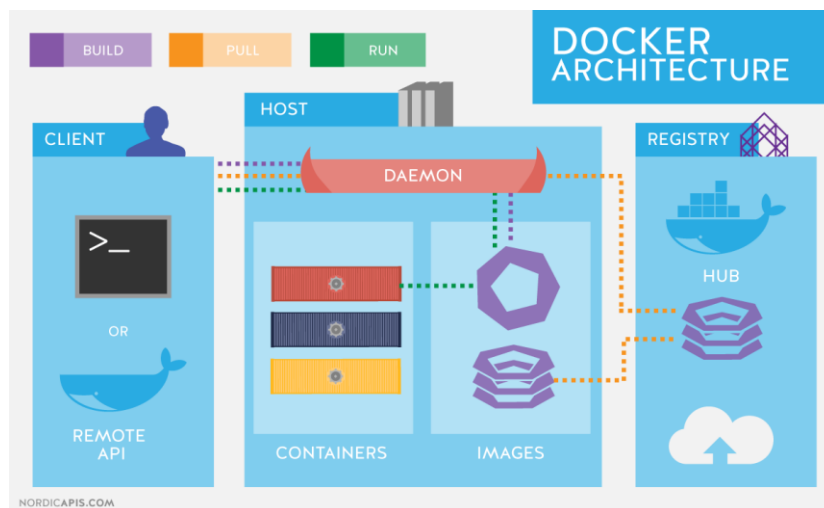 BUILD
PULL
RUN
DOCKER
ARCHITECTURE
CLIENT
HOST
REGISTRY
DAEMON
>_
OR
REMOTE
API
CONTAINERS
IMAGES
HUB
NORDICAPIS.COM